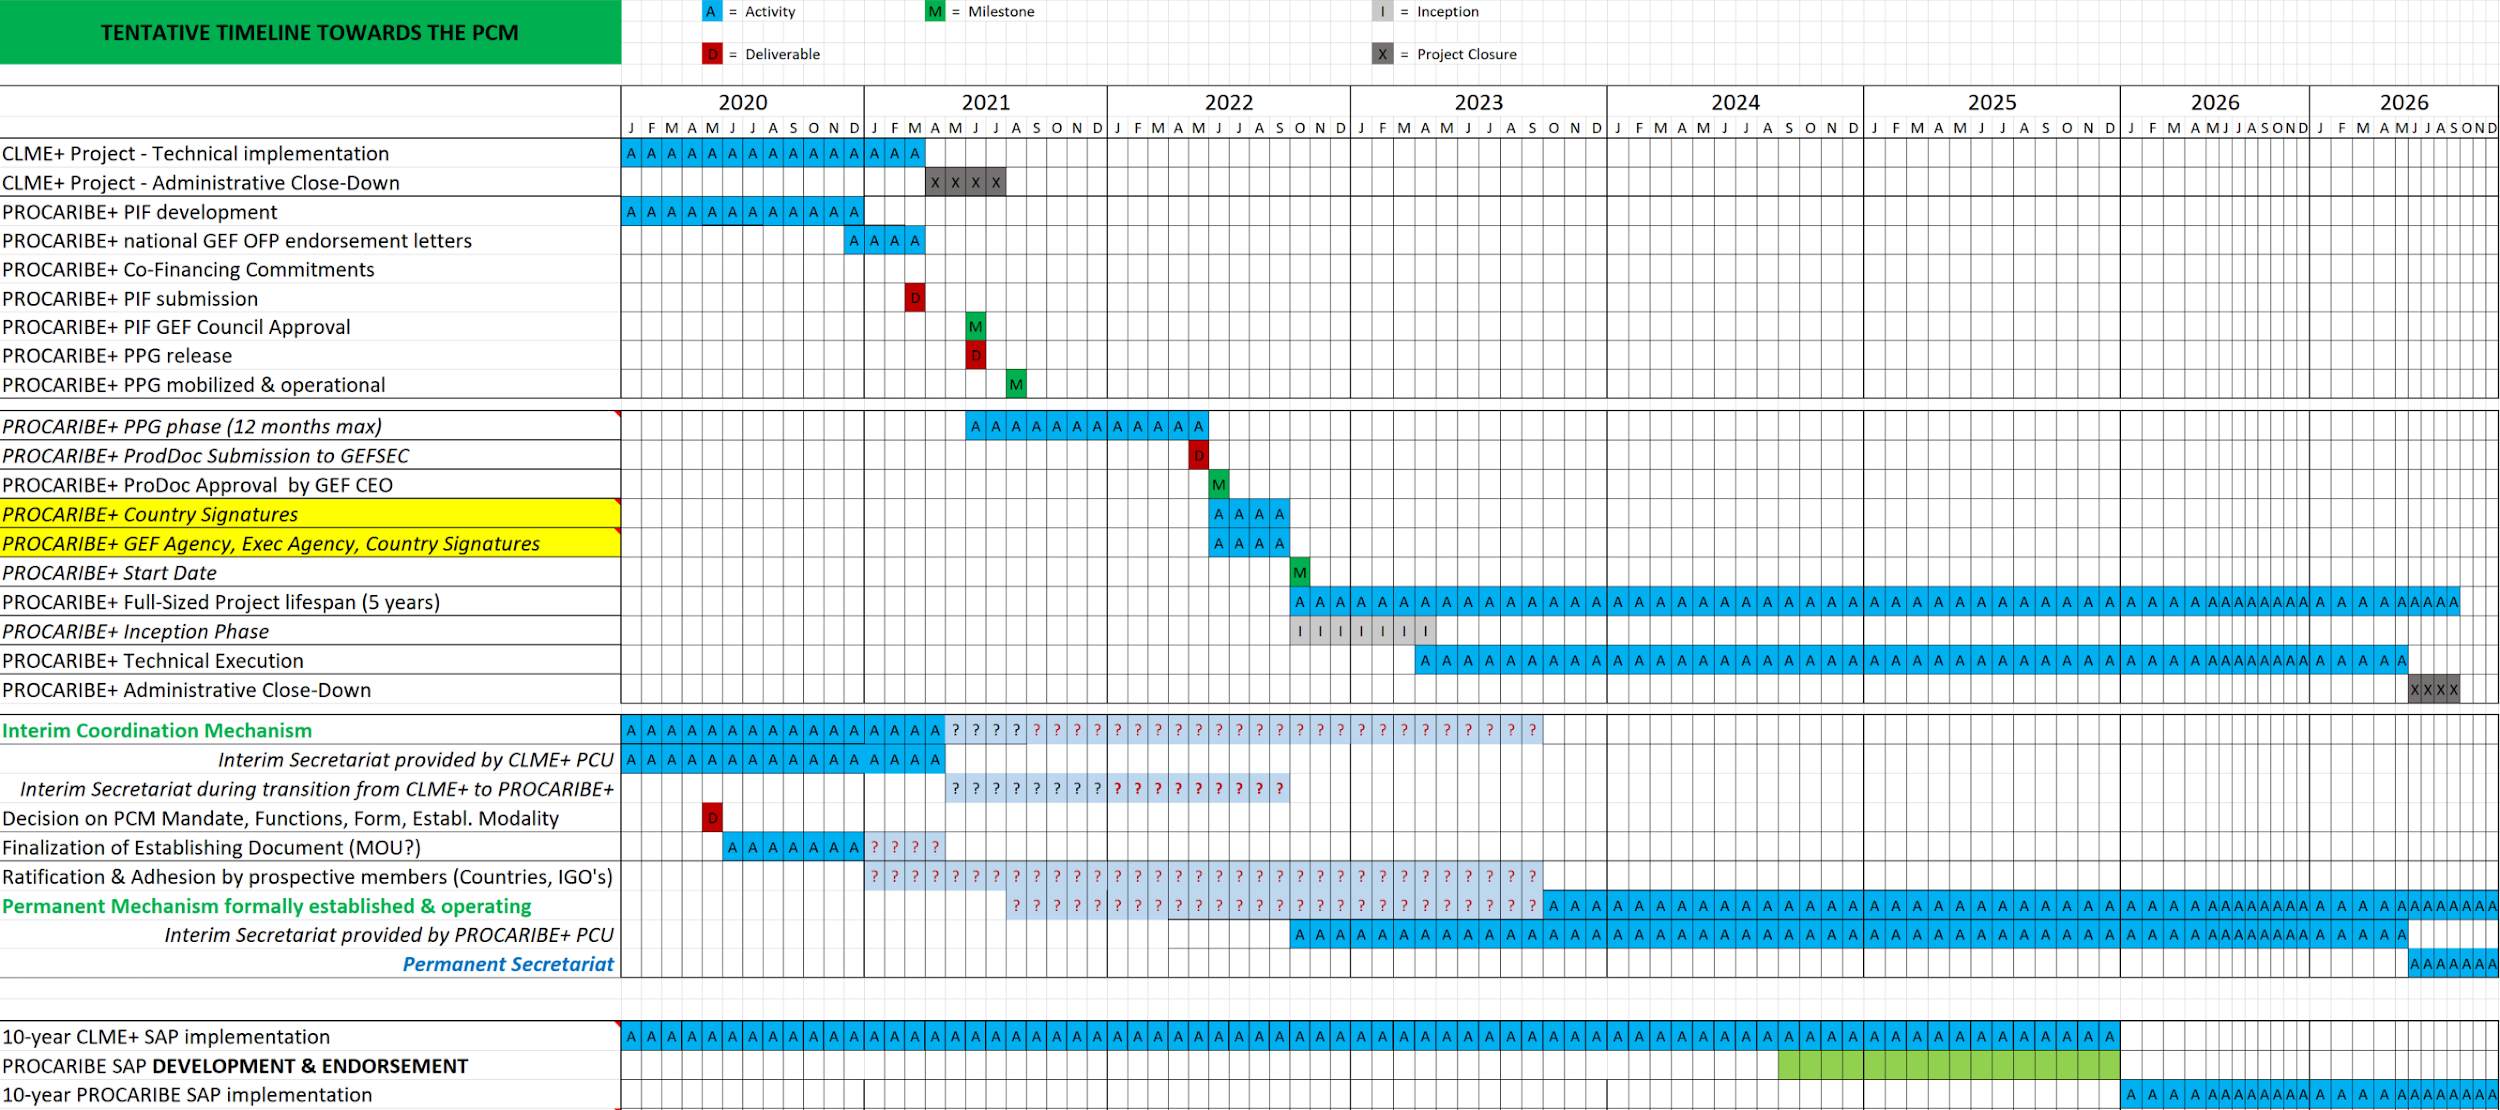 TENTATIVE TIMELINE TOWARDS THE PCM
A = Activity M = Milestone I = Inception
D = Deliverable X = Project Closure
2020 2021 2022 2023 2024 2025 2026 2026
J F M A M J J A S O N D J F M A M J J A S O N D J F M A M J J A S O N D J F M A M J J A S O N D J F M A M J J A S O N D J F M A M J J A S O N D J F M A M J J A S O N D J F M A M J J A S O N D
CLME+ Project - Technical implementation A A A A A A A A A A A A A A A
CLME+ Project - Administrative Close-Down X X X X
PROCARIBE+ PIF development A A A A A A A A A A A A
PROCARIBE+ national GEF OFP endorsement letters A A A A
PROCARIBE+ Co-Financing Commitments
PROCARIBE+ PIF submission D
PROCARIBE+ PIF GEF Council Approval M
PROCARIBE+ PPG release D
PROCARIBE+ PPG mobilized & operational M
PROCARIBE+ PPG phase (12 months max) A A A A A A A A A A A A
PROCARIBE+ ProdDoc Submission to GEFSEC D
PROCARIBE+ ProDoc Approval by GEF CEO M
PROCARIBE+ Country Signatures A A A A
PROCARIBE+ GEF Agency, Exec Agency, Country Signatures A A A A
PROCARIBE+ Start Date M
PROCARIBE+ Full-Sized Project lifespan (5 years) A A A A A A A A A A A A A A A A A A A A A A A A A A A A A A A A A A A A A A A A A A A A A A A A A A A A A A A A A A A A
PROCARIBE+ Inception Phase I I I I I I I
PROCARIBE+ Technical Execution A A A A A A A A A A A A A A A A A A A A A A A A A A A A A A A A A A A A A A A A A A A A A A A A A A
PROCARIBE+ Administrative Close-Down X X X X
Interim Coordination Mechanism A A A A A A A A A A A A A A A A ? ? ? ? ? ? ? ? ? ? ? ? ? ? ? ? ? ? ? ? ? ? ? ? ? ? ? ? ?
Interim Secretariat provided by CLME+ PCU A A A A A A A A A A A A A A A A
Interim Secretariat during transition from CLME+ to PROCARIBE+ ? ? ? ? ? ? ? ? ? ? ? ? ? ? ? ? ?
Decision on PCM Mandate, Functions, Form, Establ. Modality D
Finalization of Establishing Document (MOU?) A A A A A A A ? ? ? ?
Ratification & Adhesion by prospective members (Countries, IGO's) ? ? ? ? ? ? ? ? ? ? ? ? ? ? ? ? ? ? ? ? ? ? ? ? ? ? ? ? ? ? ? ? ?
Permanent Mechanism formally established & operating ? ? ? ? ? ? ? ? ? ? ? ? ? ? ? ? ? ? ? ? ? ? ? ? ? ? A A A A A A A A A A A A A A A A A A A A A A A A A A A A A A A A A A A A A A A A A A A A A A A A A A A
Interim Secretariat provided by PROCARIBE+ PCU A A A A A A A A A A A A A A A A A A A A A A A A A A A A A A A A A A A A A A A A A A A A A A A A A A A A A A A A
Permanent Secretariat A A A A A A A
10-year CLME+ SAP implementation A A A A A A A A A A A A A A A A A A A A A A A A A A A A A A A A A A A A A A A A A A A A A A A A A A A A A A A A A A A A A A A A A A A A A A A A
PROCARIBE SAP DEVELOPMENT & ENDORSEMENT
10-year PROCARIBE SAP implementation A A A A A A A A A A A A A A A A A A A A A A A A